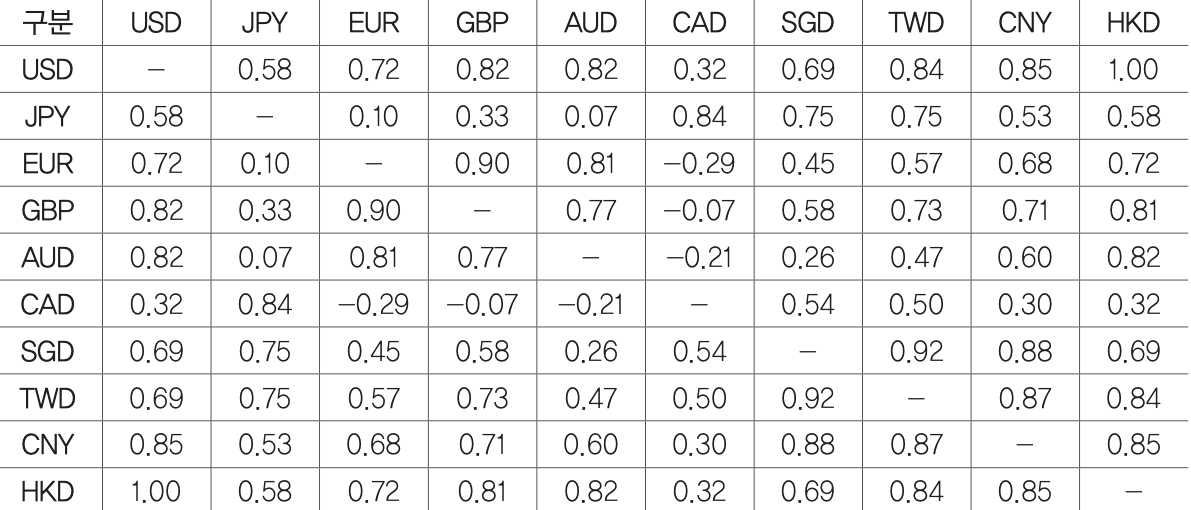 구분 USD JPY EUR GBP AUD CAD SGD TWD CNY HKD
USD – 0.58 0.72 0.82 0.82 0.32 0.69 0.84 0.85 1.00
JPY 0.58 – 0.10 0.33 0.07 0.84 0.75 0.75 0.53 0.58
EUR 0.72 0.10 – 0.90 0.81 –0.29 0.45 0.57 0.68 0.72
GBP 0.82 0.33 0.90 – 0.77 –0.07 0.58 0.73 0.71 0.81
AUD 0.82 0.07 0.81 0.77 – –0.21 0.26 0.47 0.60 0.82
CAD 0.32 0.84 –0.29 –0.07 –0.21 – 0.54 0.50 0.30 0.32
SGD 0.69 0.75 0.45 0.58 0.26 0.54 – 0.92 0.88 0.69
TWD 0.69 0.75 0.57 0.73 0.47 0.50 0.92 – 0.87 0.84
CNY 0.85 0.53 0.68 0.71 0.60 0.30 0.88 0.87 – 0.85
HKD 1.00 0.58 0.72 0.81 0.82 0.32 0.69 0.84 0.85 –